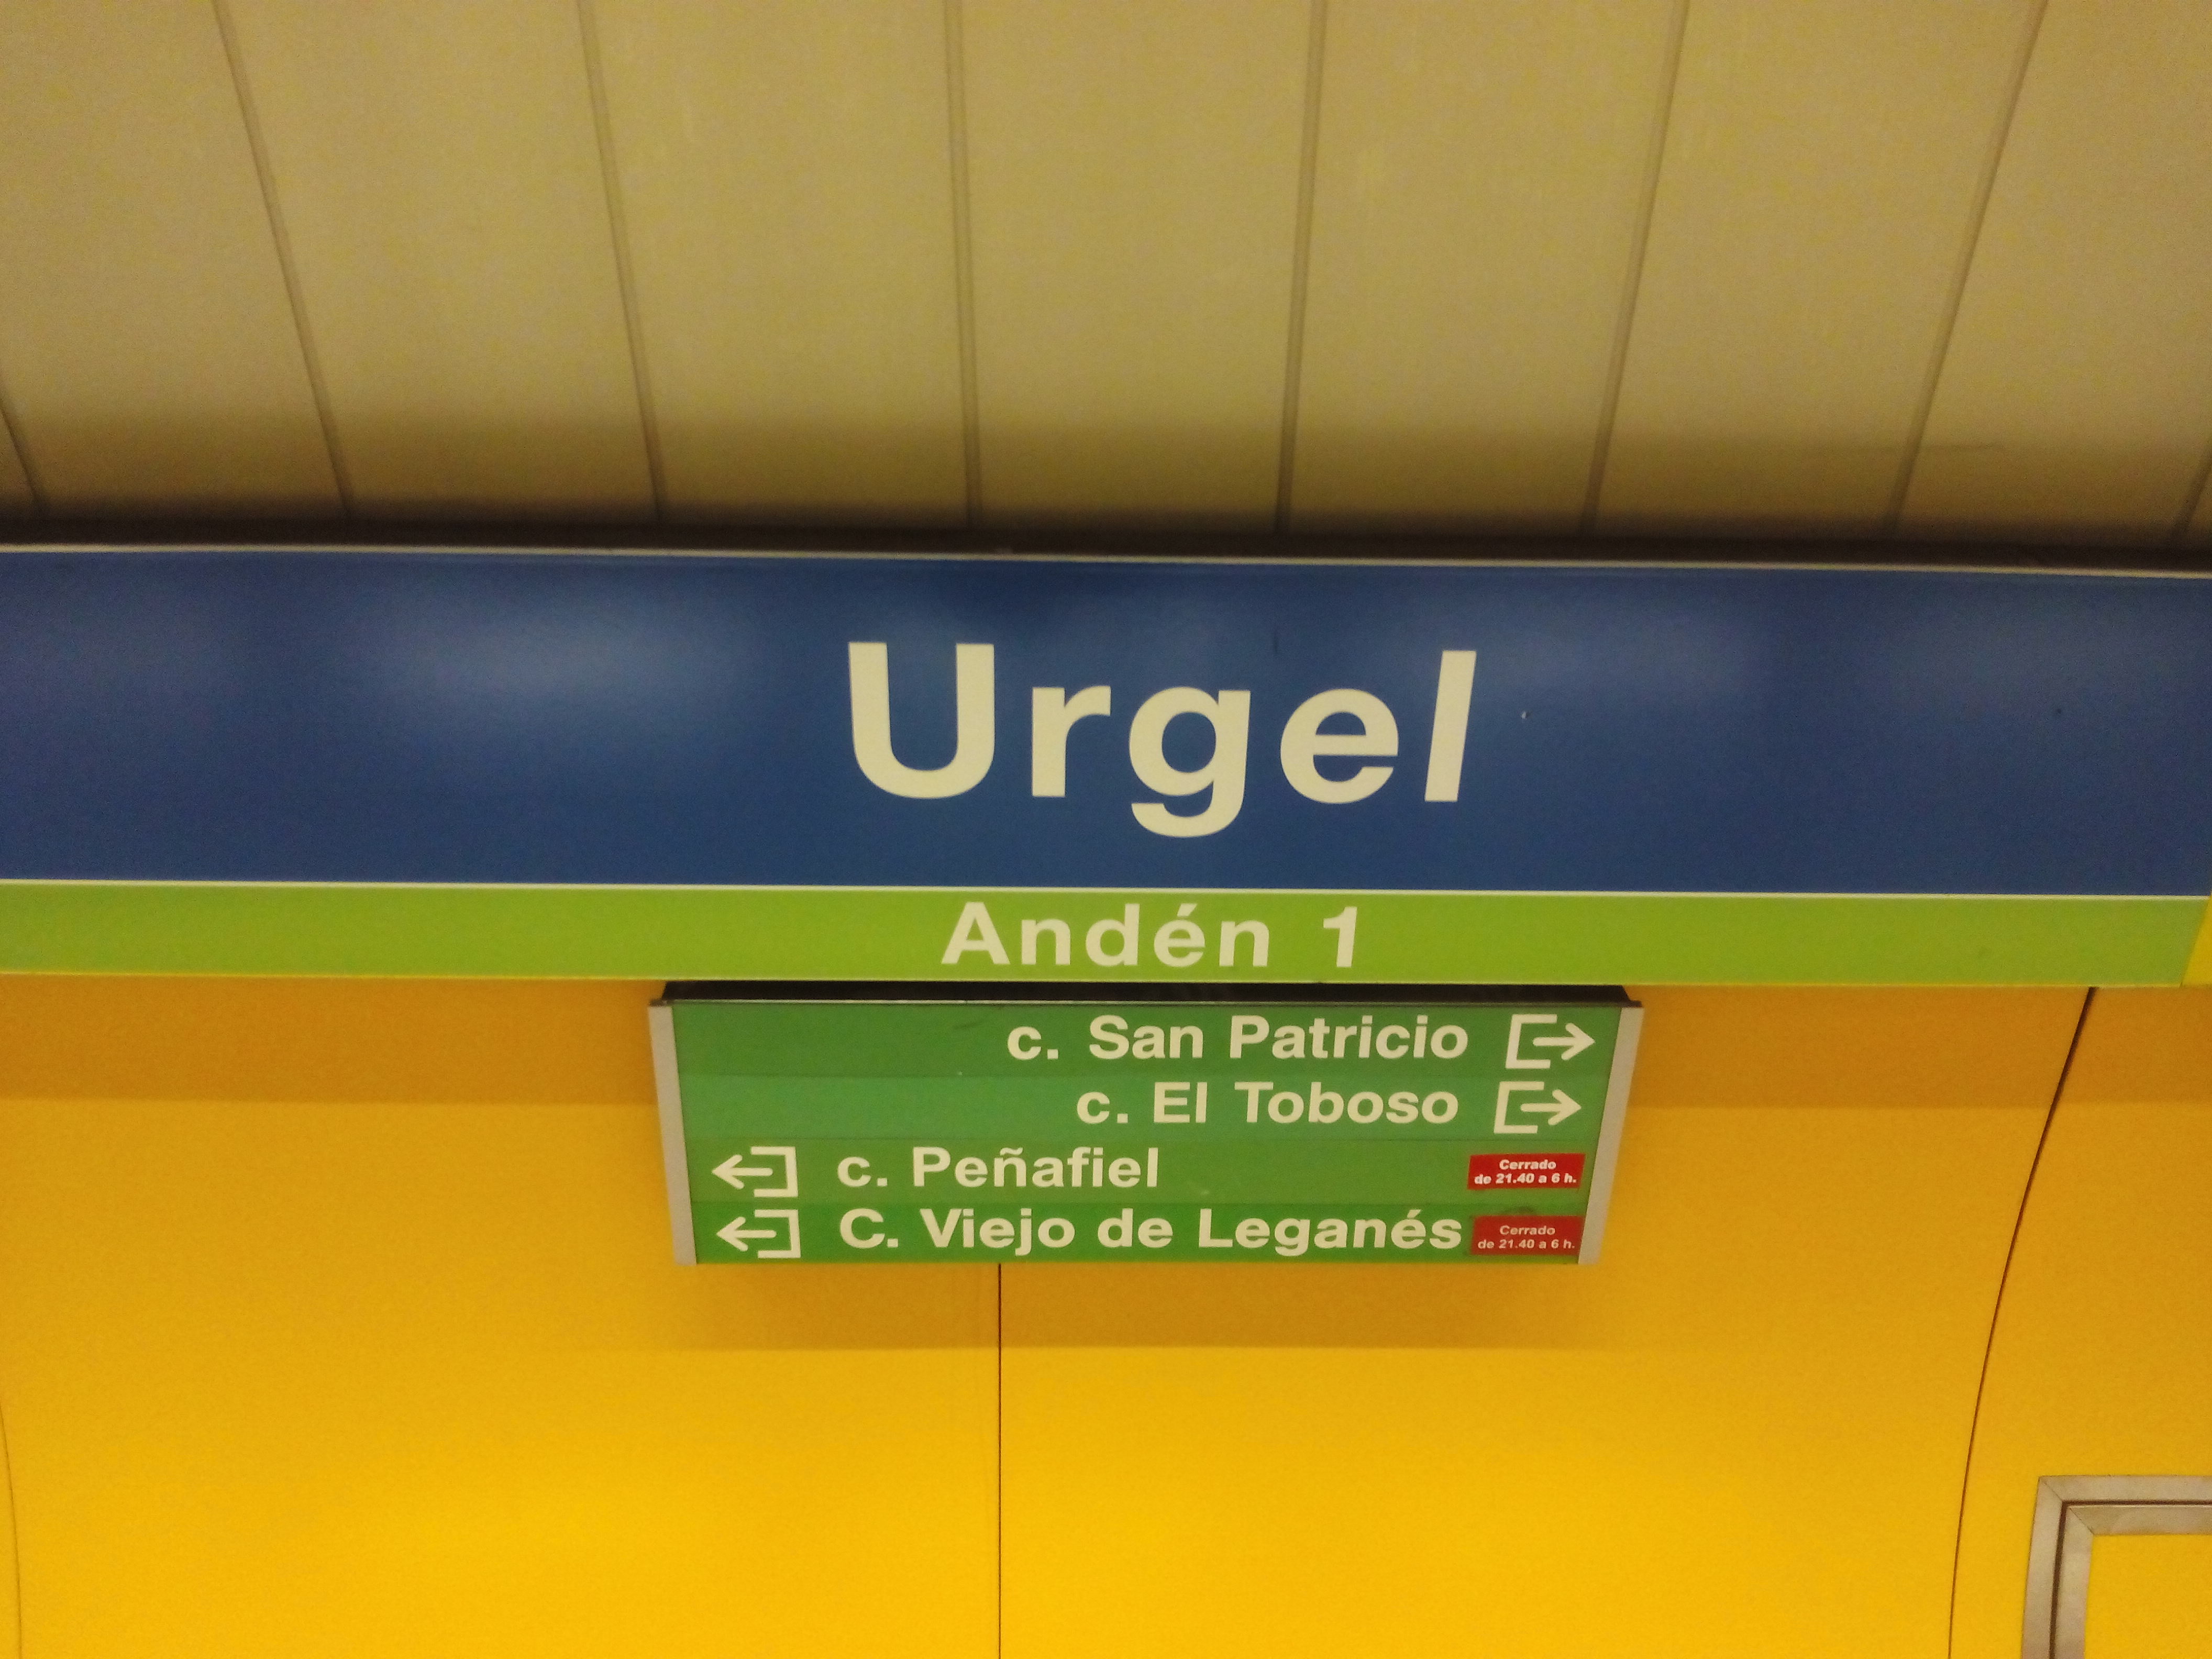 Urgel
Andén 1
c. San Patricio
c. El Toboso
c. Peñafiel
Cerrado
de 21.40 a 6 h.
C. Viejo de Leganés
Cerrado
de 21.40 a 6 h.